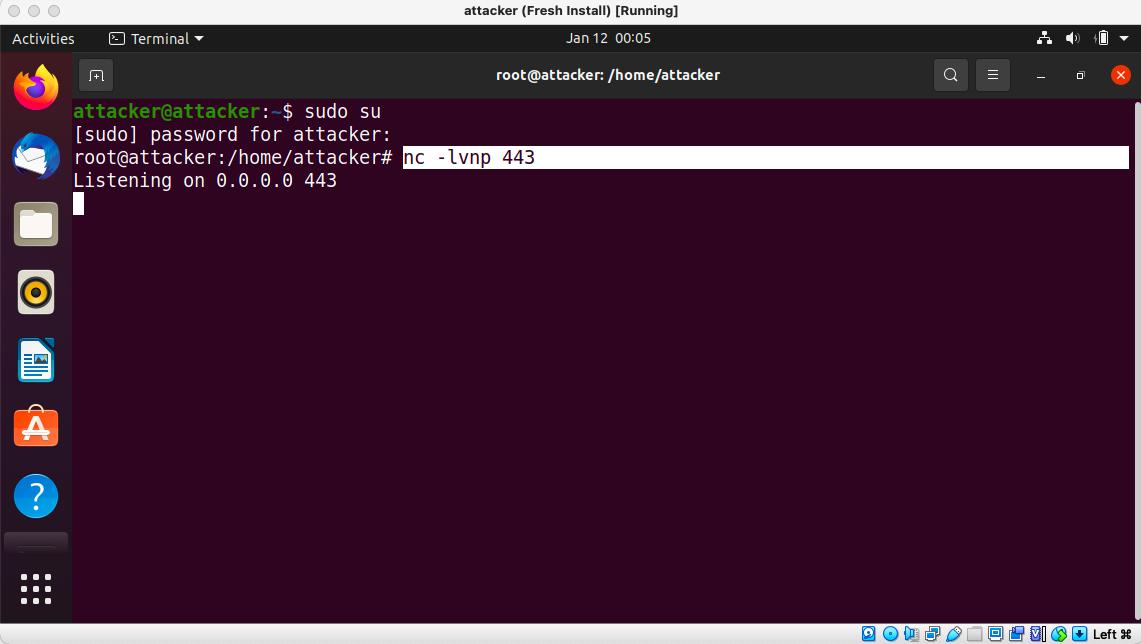 attacker (Fresh Install) [Running]
Activities Terminal Jan 12 00:05
root@attacker: /home/attacker
attacker@attacker:~$ sudo su
[sudo] password for attacker:
root@attacker:/home/attacker# nc -lvnp 443
Listening on 0.0.0.0 443
Left ⌘